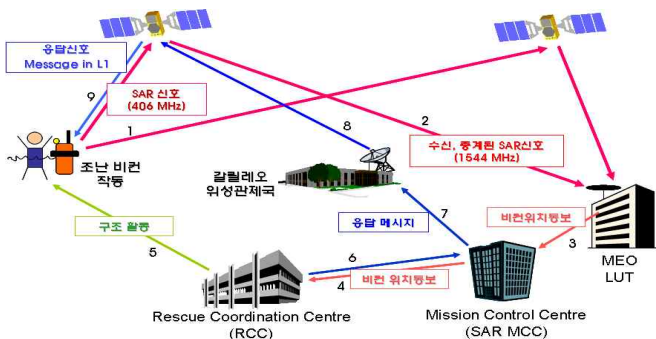 응답신호
Message in L1
9
SAR 신호
(406 MHz)
1
2
8
수신, 중계된 SAR신호
(1544 MHz)
조난 비컨
작동
갈릴레오
위성관제국
구조 활동
5
응답 메시지
7
비컨위치통보
3
MEO
LUT
6
4
비컨 위치통보
Rescue Coordination Centre
(RCC)
Mission Control Centre
(SAR MCC)